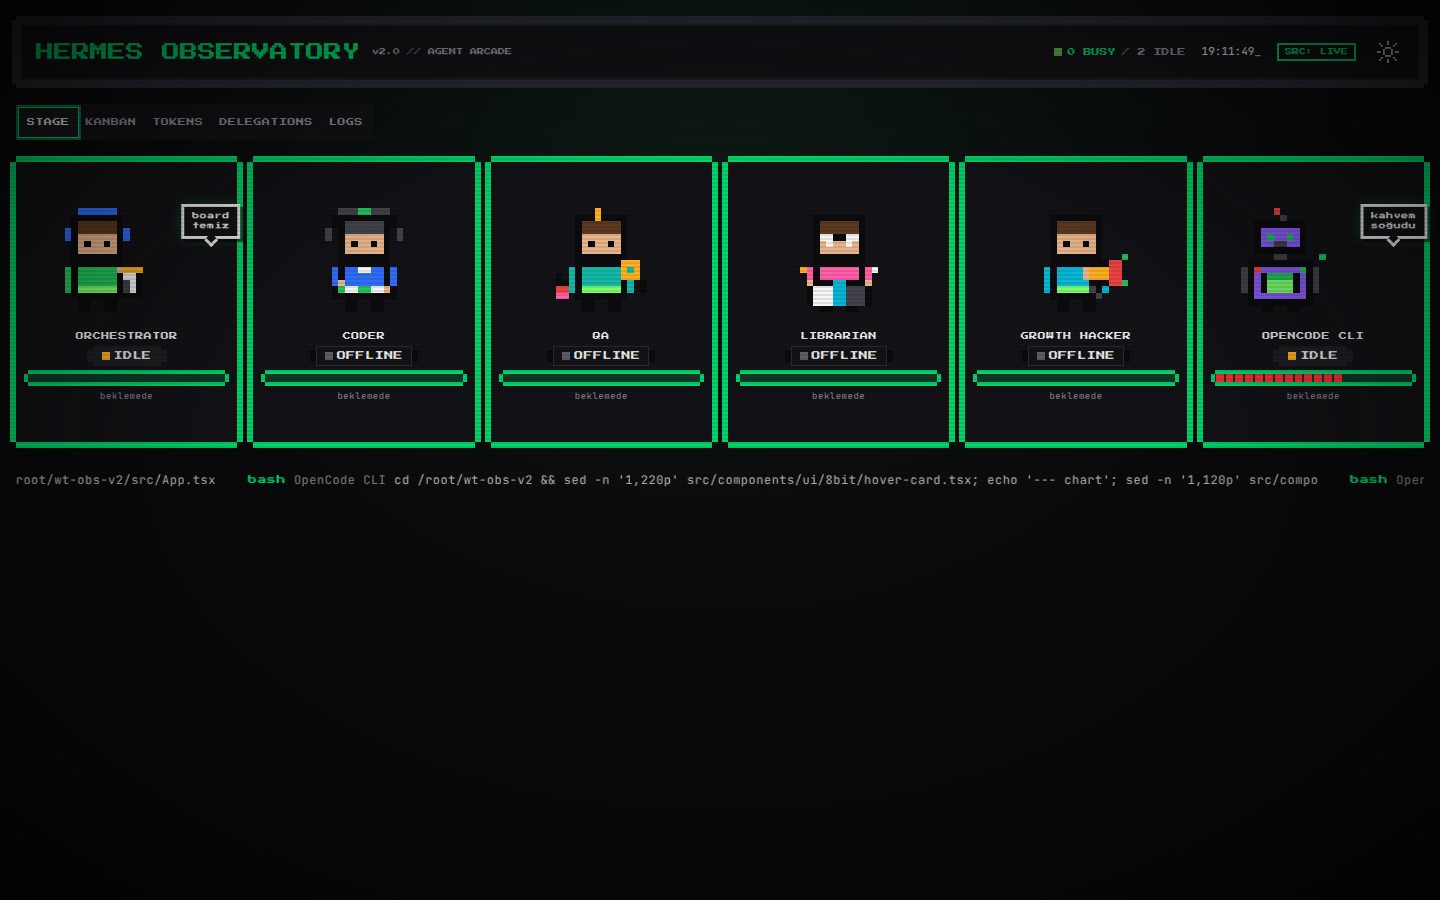 HERMES OBSERVATORY v2.0 // AGENT ARCADE 0 BUSY / 2 IDLE 19:11:49_ SRC: LIVE
STAGE KANBAN TOKENS DELEGATIONS LOGS
board
temiz
kahvem
soğudu
ORCHESTRATOR
IDLE
beklemede
CODER
OFFLINE
beklemede
QA
OFFLINE
beklemede
LIBRARIAN
OFFLINE
beklemede
GROWTH HACKER
OFFLINE
beklemede
OPENCODE CLI
IDLE
beklemede
root/wt-obs-v2/src/App.tsx bash OpenCode CLI cd /root/wt-obs-v2 && sed -n '1,220p' src/components/ui/8bit/hover-card.tsx; echo '--- chart'; sed -n '1,120p' src/compo bash Oper